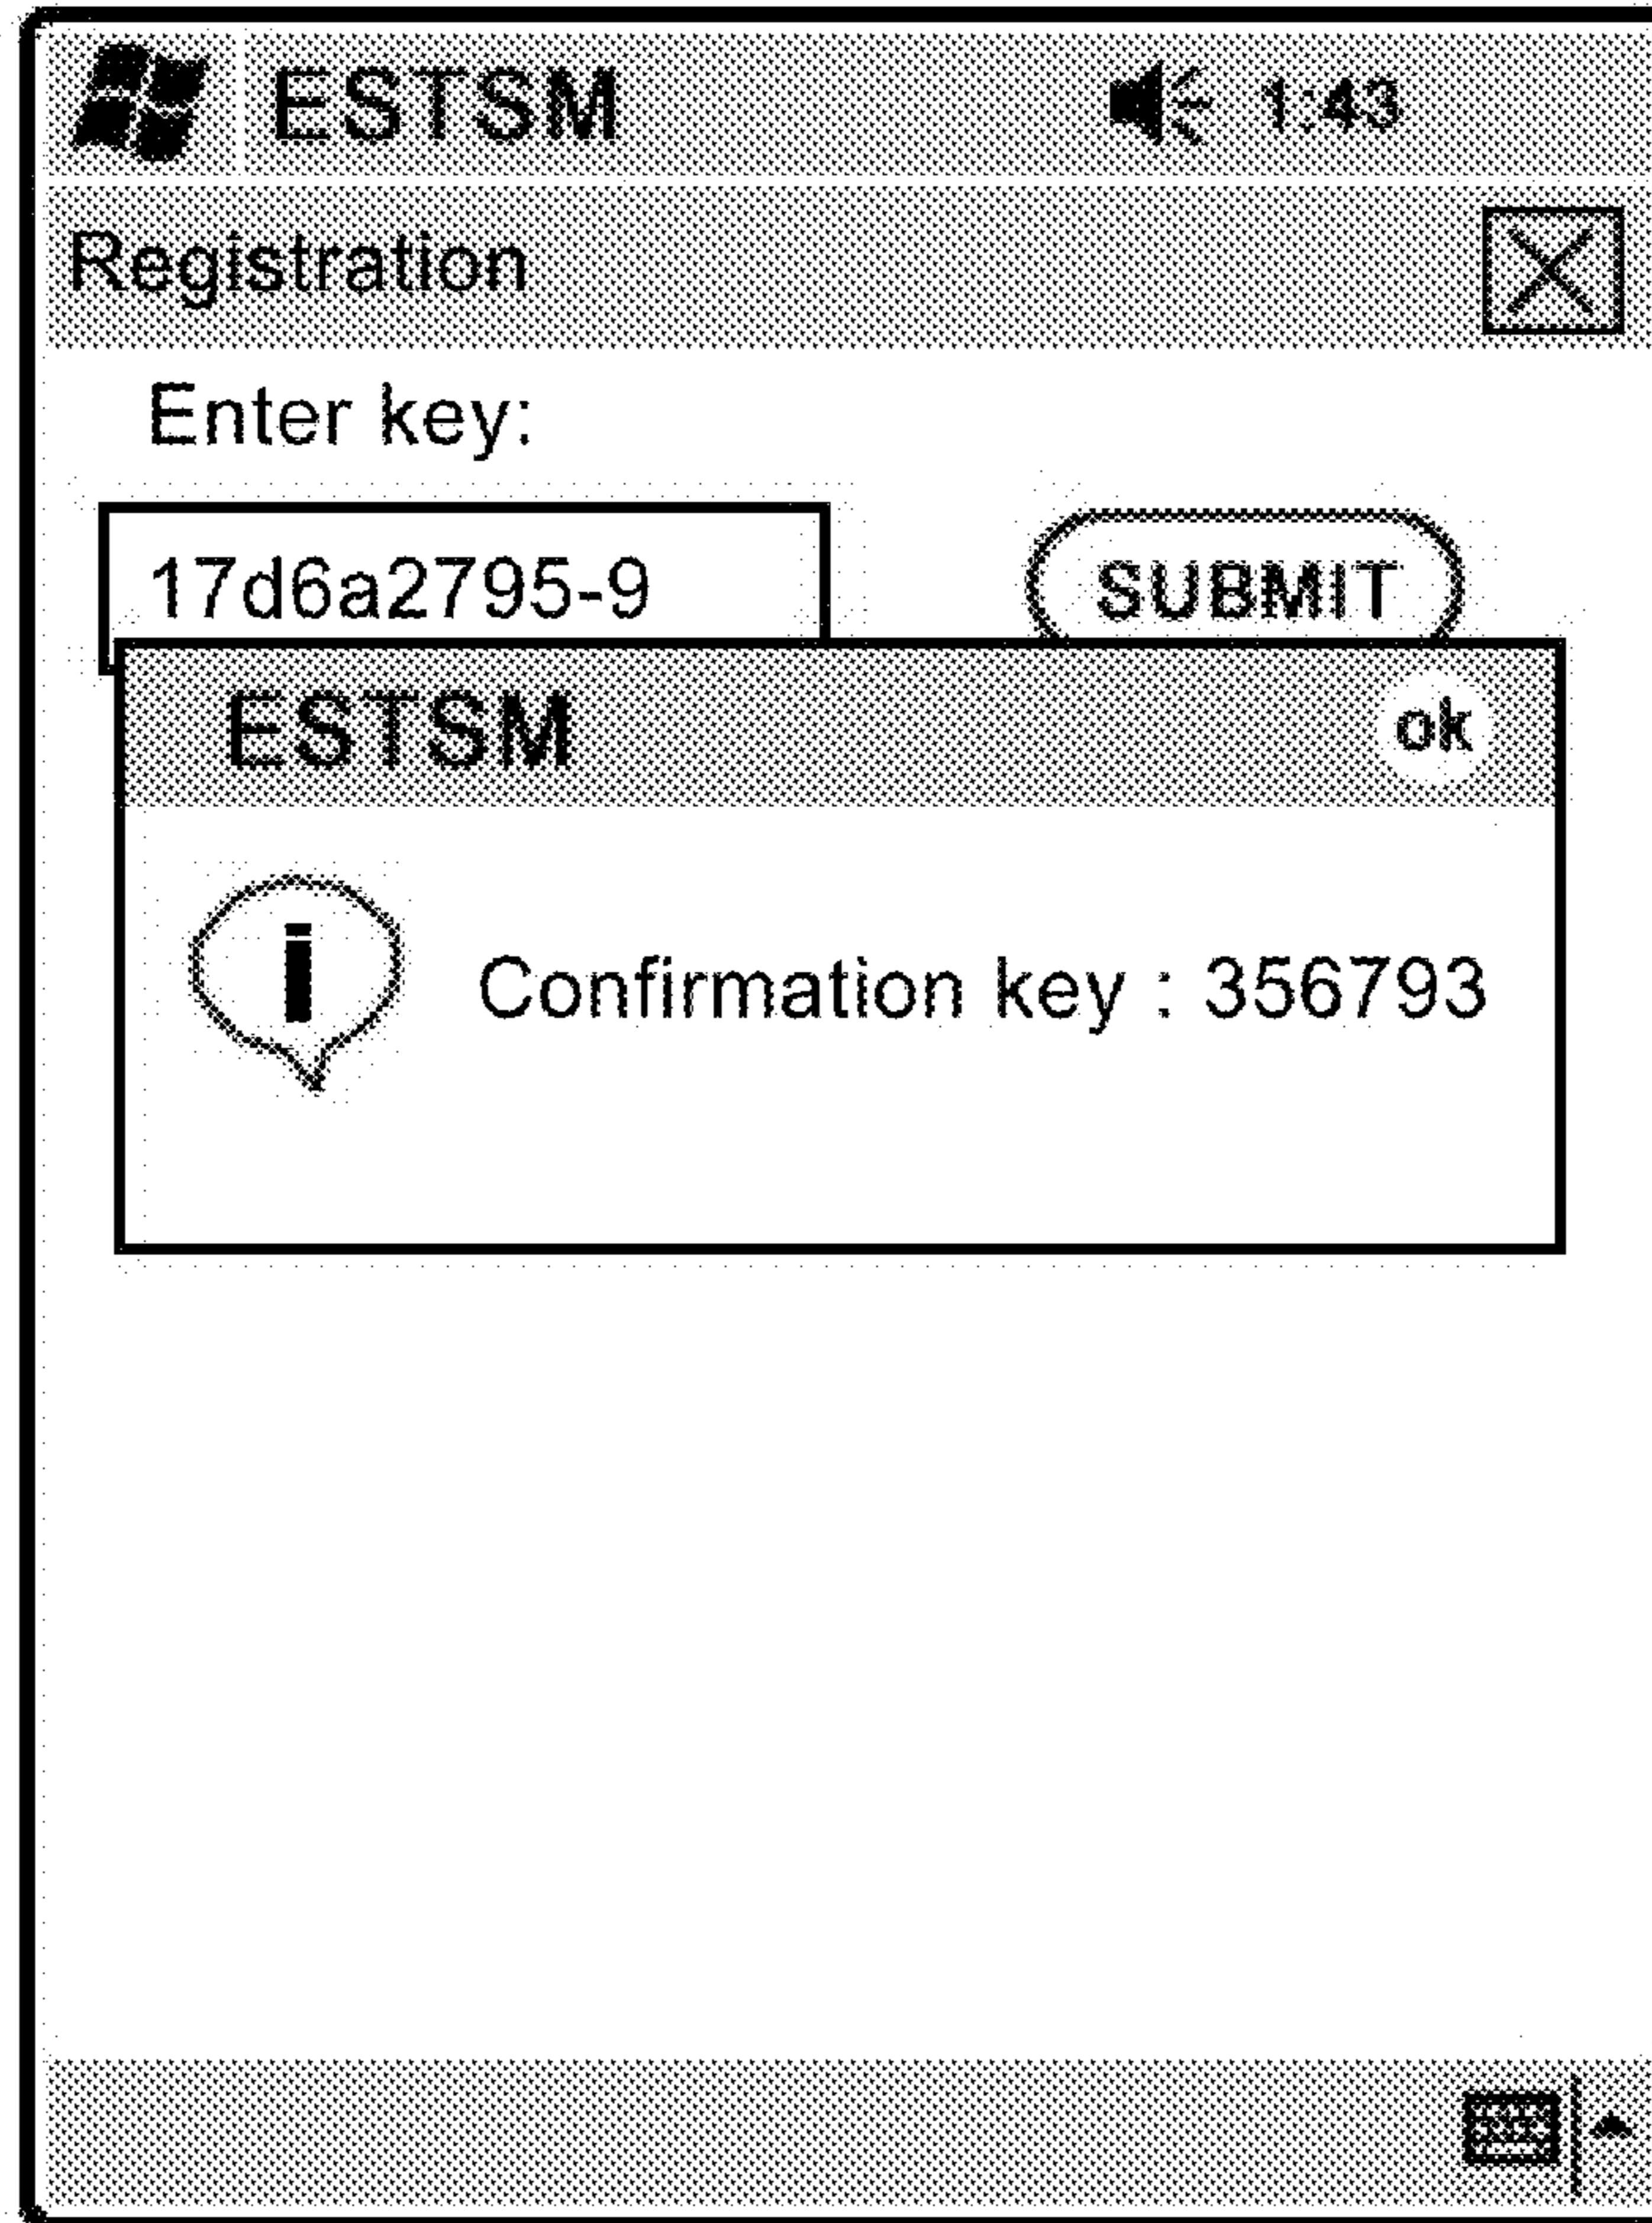 ESTSM 1:43
Registration
Enter key:
17d6a2795-9 SUBMIT
ESTSM ok
i Confirmation key : 356793